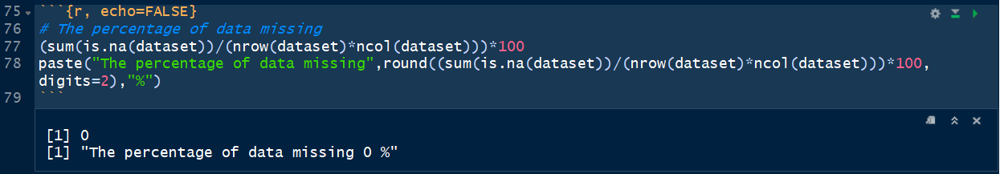 75 ```{r, echo=FALSE}
76 # The percentage of data missing
77 (sum(is.na(dataset))/(nrow(dataset)*ncol(dataset)))*100
78 paste("The percentage of data missing",round((sum(is.na(dataset))/(nrow(dataset)*ncol(dataset)))*100,
digits=2),"%")
79 ```
[1] 0
[1] "The percentage of data missing 0 %"